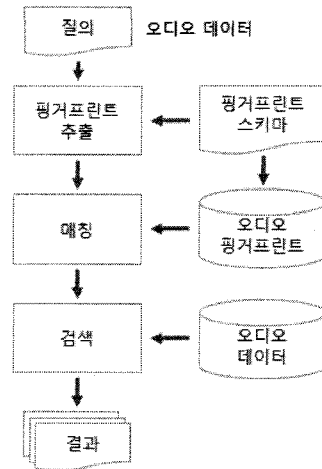 질의
오디오 데이터
핑거프린트
추출
핑거프린트
스키마
매칭
오디오
핑거프린트
검색
오디오
데이터
결과